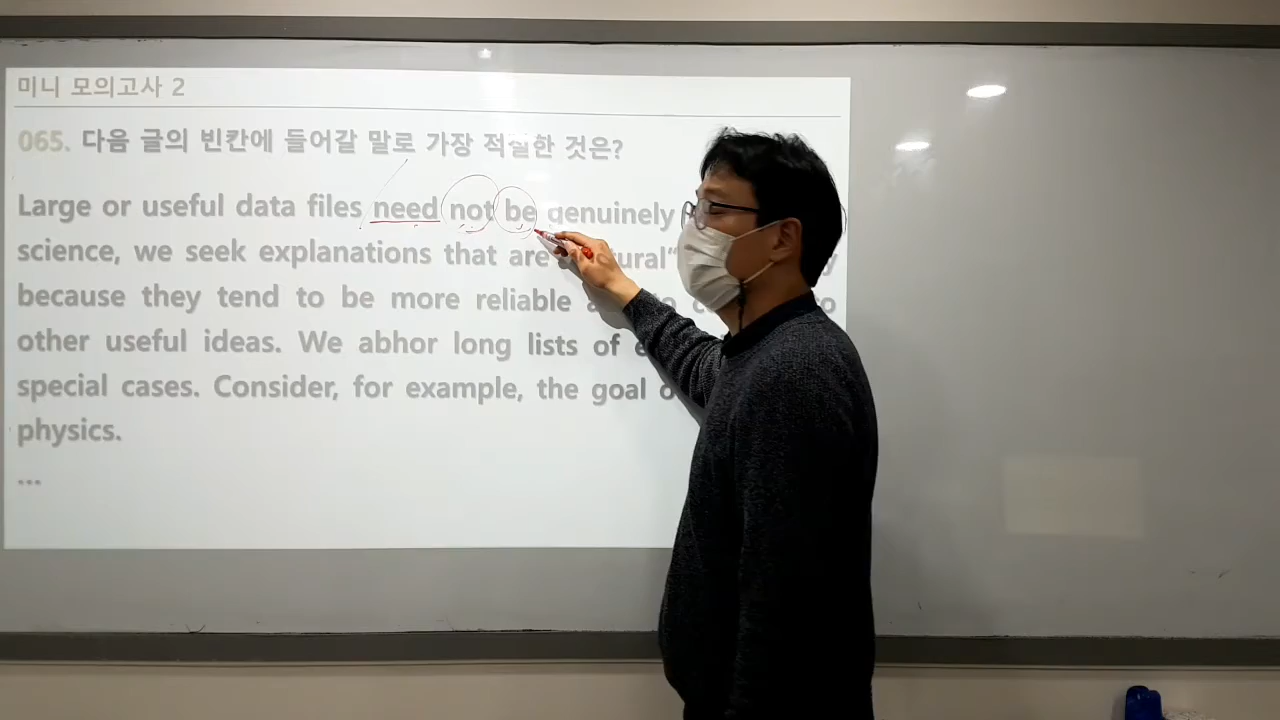 미니 모의고사 2
065. 다음 글의 빈칸에 들어갈 말로 가장 적절한 것은?
Large or useful data files need not be genuinely
science, we seek explanations that are
because they tend to be more reliable
other useful ideas. We abhor long lists of
special cases. Consider, for example, the goal
physics.
...